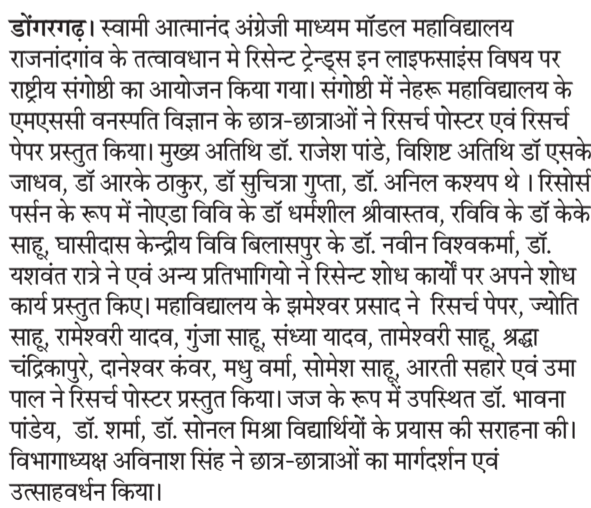 डोंगरगढ़। स्वामी आत्मानंद अंग्रेजी माध्यम मॉडल महाविद्यालय
राजनांदगांव के तत्वावधान मे रिसेन्ट ट्रेन्ड्स इन लाइफसाइंस विषय पर
राष्ट्रीय संगोष्ठी का आयोजन किया गया। संगोष्ठी में नेहरू महाविद्यालय के
एमएससी वनस्पति विज्ञान के छात्र-छात्राओं ने रिसर्च पोस्टर एवं रिसर्च
पेपर प्रस्तुत किया। मुख्य अतिथि डॉ. राजेश पांडे, विशिष्ट अतिथि डॉ एसके
जाधव, डॉ आरके ठाकुर, डॉ सुचित्रा गुप्ता, डॉ. अनिल कश्यप थे । रिसोर्स
पर्सन के रूप में नोएडा विवि के डॉ धर्मशील श्रीवास्तव, रविवि के डॉ केके
साहू, घासीदास केन्द्रीय विवि बिलासपुर के डॉ. नवीन विश्वकर्मा, डॉ.
यशवंत रात्रे ने एवं अन्य प्रतिभागियो ने रिसेन्ट शोध कार्यों पर अपने शोध
कार्य प्रस्तुत किए। महाविद्यालय के झमेश्वर प्रसाद ने रिसर्च पेपर, ज्योति
साहू, रामेश्वरी यादव, गुंजा साहू, संध्या यादव, तामेश्वरी साहू, श्रद्धा
चंद्रिकापुरे, दानेश्वर कंवर, मधु वर्मा, सोमेश साहू, आरती सहारे एवं उमा
पाल ने रिसर्च पोस्टर प्रस्तुत किया। जज के रूप में उपस्थित डॉ. भावना
पांडेय, डॉ. शर्मा, डॉ. सोनल मिश्रा विद्यार्थियों के प्रयास की सराहना की।
विभागाध्यक्ष अविनाश सिंह ने छात्र-छात्राओं का मार्गदर्शन एवं
उत्साहवर्धन किया।